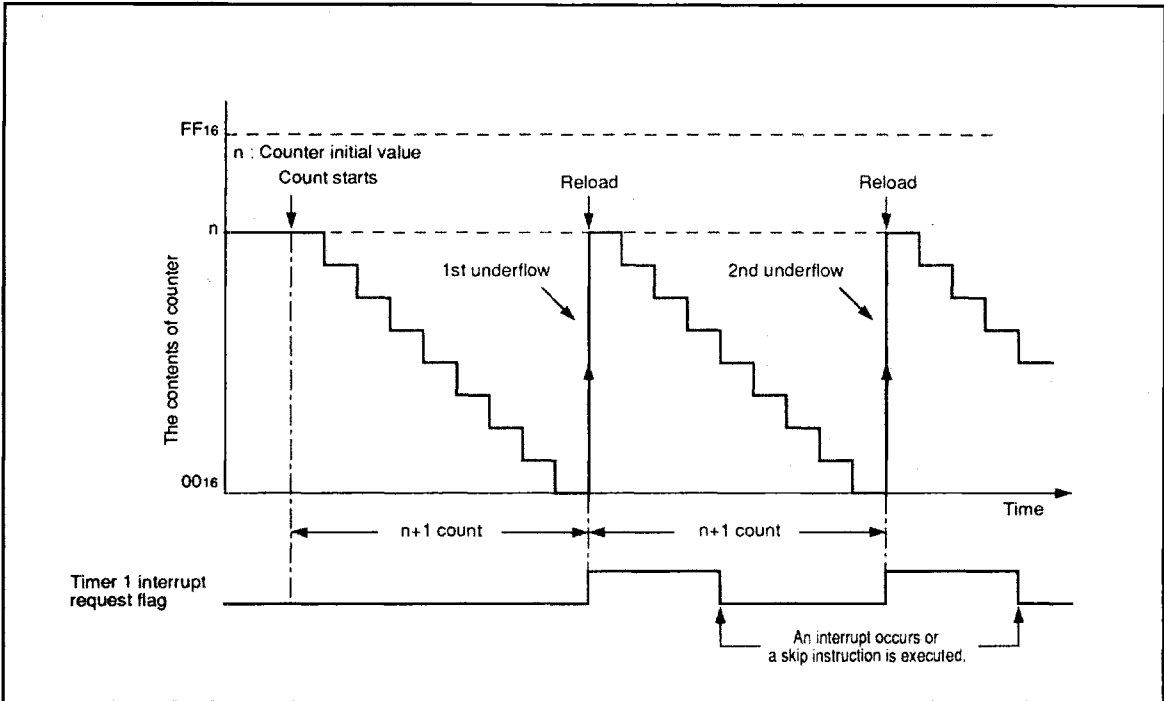 FF16
n : Counter initial value
Count starts
Reload
Reload
n
1st underflow
2nd underflow
The contents of counter
0016
Time
n+1 count
n+1 count
Timer 1 interrupt
request flag
An interrupt occurs or
a skip instruction is executed.